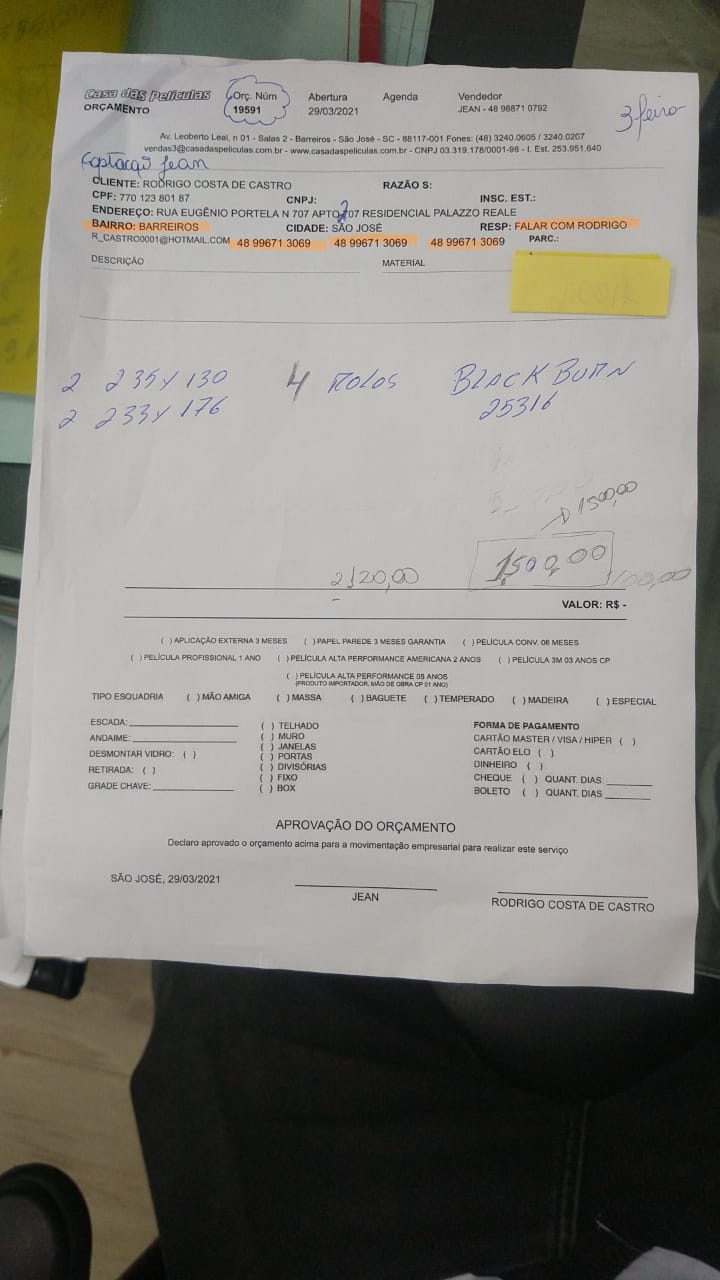 Casa das Películas Orç. Núm Abertura Agenda Vendedor
ORÇAMENTO 19591 29/03/2021 JEAN - 48 98871 0792
3 feira
Av. Leoberto Leal, n 01 - Salas 2 - Barreiros - São José - SC - 88117-001 Fones: (48) 3240.0605 / 3240.0207
vendas3@casadaspeliculas.com.br - www.casadaspeliculas.com.br - CNPJ 03.319.178/0001-98 - I. Est. 253.951.640
Captação Jean
CLIENTE: RODRIGO COSTA DE CASTRO RAZÃO S:
CPF: 770 123 801 87 CNPJ: INSC. EST.:
ENDEREÇO: RUA EUGÊNIO PORTELA N 707 APTO 207 RESIDENCIAL PALAZZO REALE
BAIRRO: BARREIROS CIDADE: SÃO JOSÉ RESP: FALAR COM RODRIGO
R_CASTRO0001@HOTMAIL.COM 48 99671 3069 48 99671 3069 48 99671 3069 PARC.:
DESCRIÇÃO MATERIAL
2 235 X 130 4 ROLOS BLACK BURN
2 233 X 176 25316
1500,00
2120,00 1,500,00
VALOR: R$ -
( ) APLICAÇÃO EXTERNA 3 MESES ( ) PAPEL PAREDE 3 MESES GARANTIA ( ) PELÍCULA CONV. 06 MESES
( ) PELÍCULA PROFISSIONAL 1 ANO ( ) PELÍCULA ALTA PERFORMANCE AMERICANA 2 ANOS ( ) PELÍCULA 3M 03 ANOS CP
( ) PELÍCULA ALTA PERFORMANCE 05 ANOS
(PRODUTO IMPORTADOR, MÃO DE OBRA CP 01 ANO)
TIPO ESQUADRIA ( ) MÃO AMIGA ( ) MASSA ( ) BAGUETE ( ) TEMPERADO ( ) MADEIRA ( ) ESPECIAL
ESCADA: ( ) TELHADO FORMA DE PAGAMENTO
ANDAIME: ( ) MURO CARTÃO MASTER / VISA / HIPER ( )
( ) JANELAS CARTÃO ELO ( )
DESMONTAR VIDRO: ( ) ( ) PORTAS DINHEIRO ( )
RETIRADA: ( ) ( ) DIVISÓRIAS CHEQUE ( ) QUANT. DIAS:
GRADE CHAVE: ( ) FIXO BOLETO ( ) QUANT. DIAS
( ) BOX
APROVAÇÃO DO ORÇAMENTO
Declaro aprovado o orçamento acima para a movimentação empresarial para realizar este serviço
SÃO JOSÉ, 29/03/2021
JEAN RODRIGO COSTA DE CASTRO